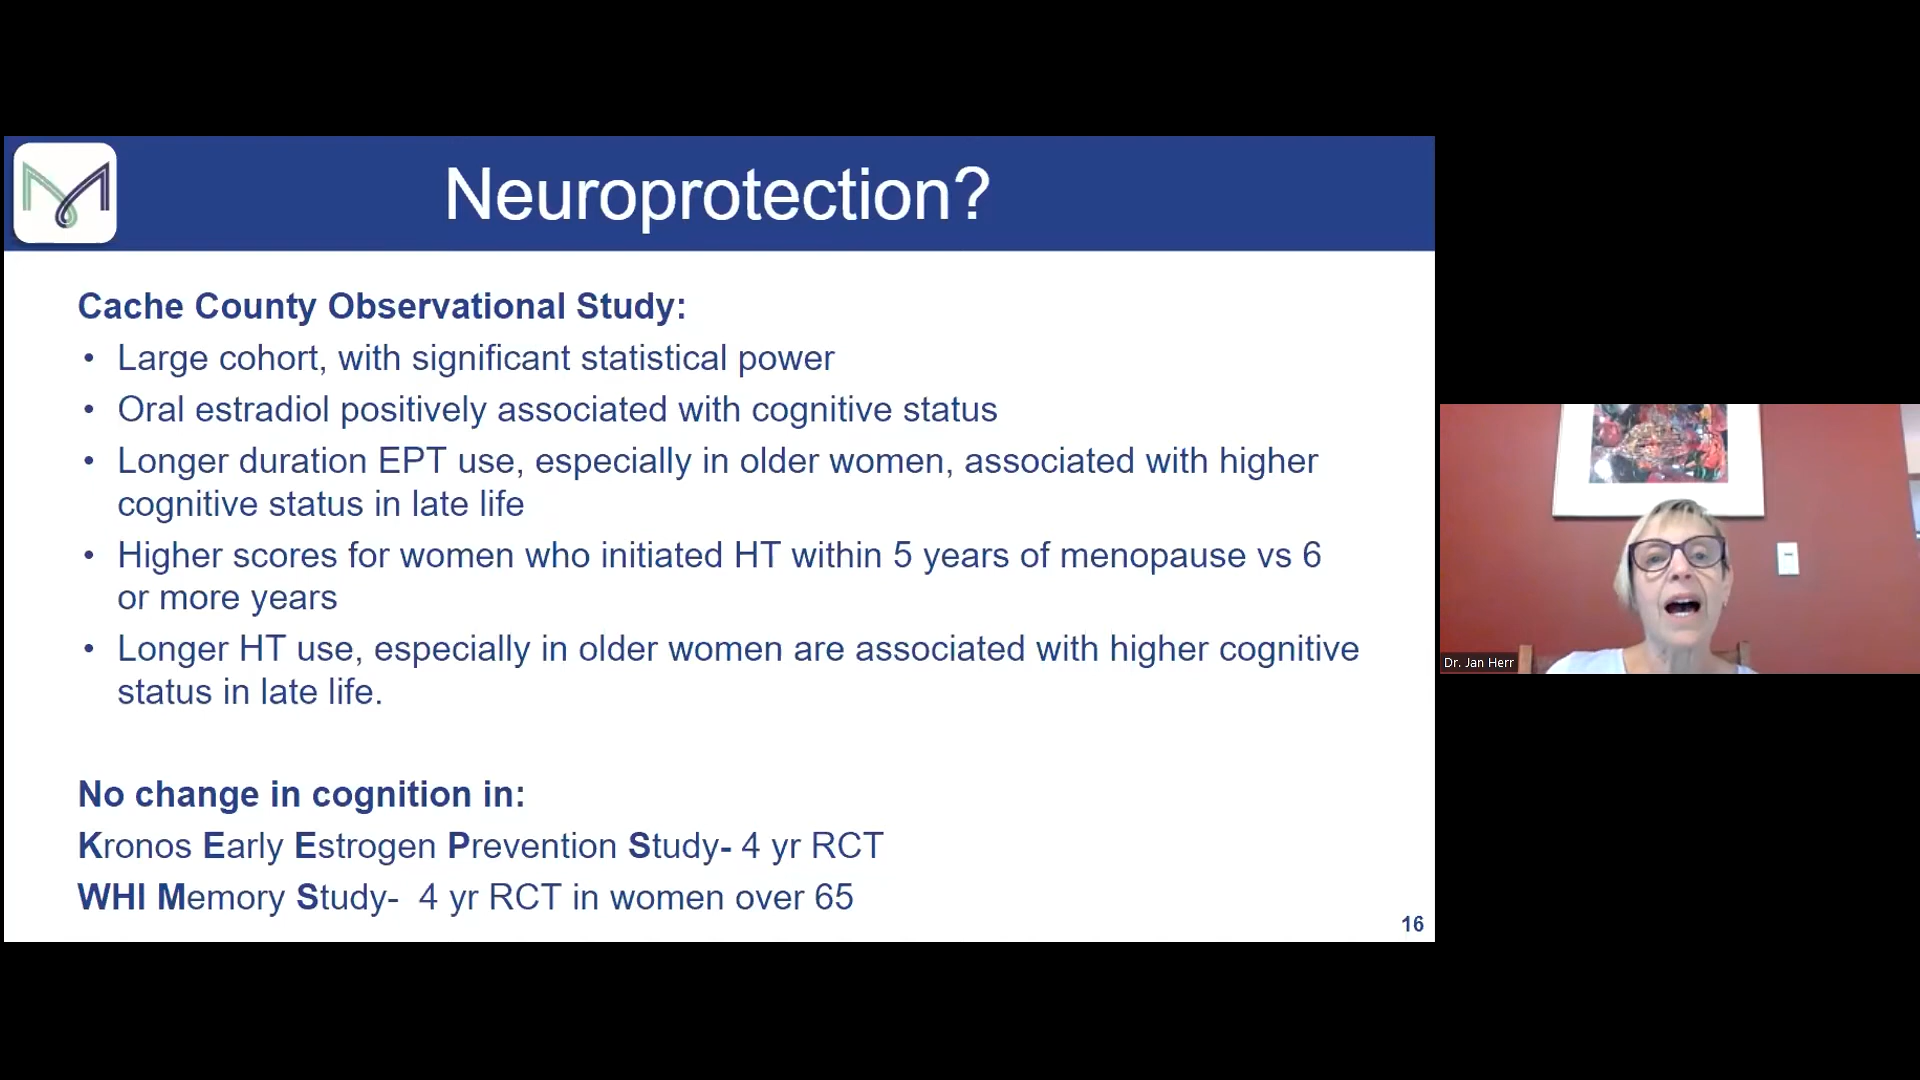 Neuroprotection?
Cache County Observational Study:
• Large cohort, with significant statistical power
• Oral estradiol positively associated with cognitive status
• Longer duration EPT use, especially in older women, associated with higher
cognitive status in late life
• Higher scores for women who initiated HT within 5 years of menopause vs 6
or more years
• Longer HT use, especially in older women are associated with higher cognitive
status in late life.
No change in cognition in:
Kronos Early Estrogen Prevention Study- 4 yr RCT
WHI Memory Study- 4 yr RCT in women over 65
16
Dr. Jan Herr